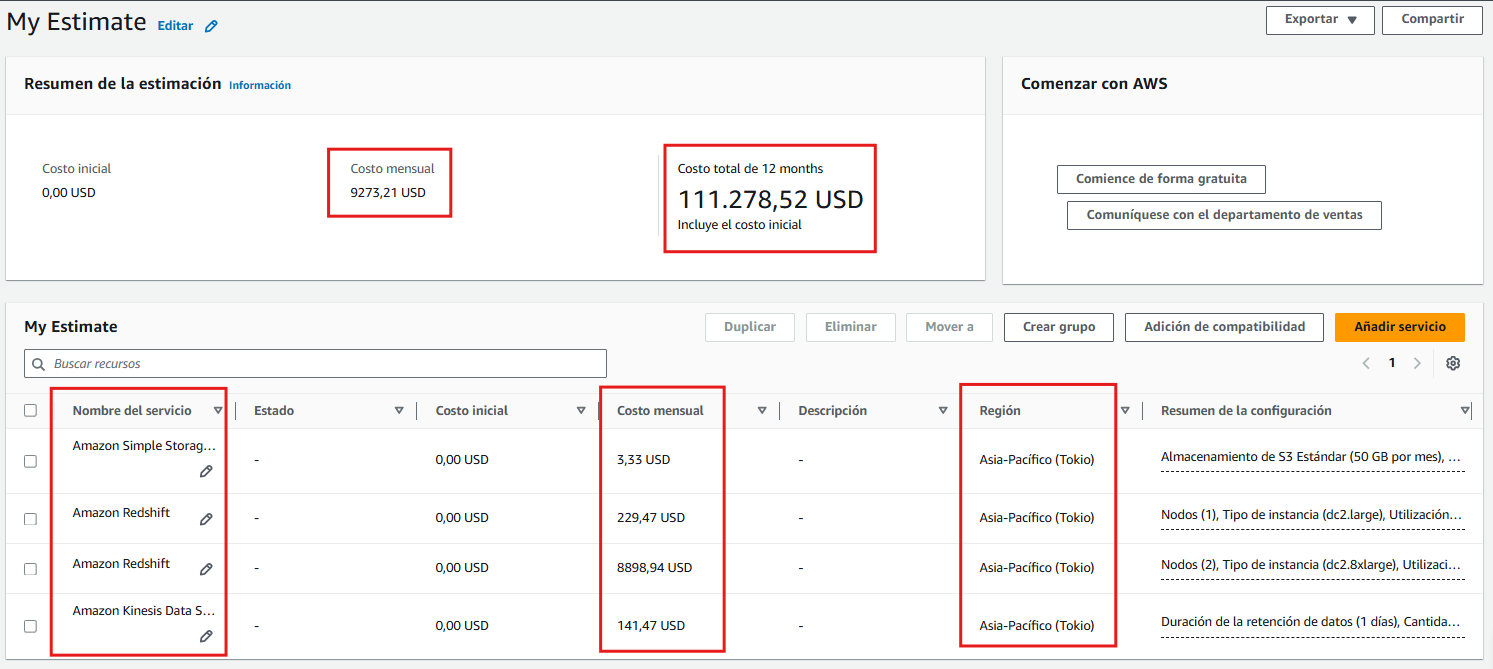 My Estimate Editar
Exportar Compartir
Resumen de la estimación Información
Comenzar con AWS
Costo inicial
0,00 USD
Costo mensual
9273,21 USD
Costo total de 12 months
111.278,52 USD
Incluye el costo inicial
Comience de forma gratuita
Comuníquese con el departamento de ventas
My Estimate
Duplicar Eliminar Mover a Crear grupo Adición de compatibilidad Añadir servicio
Buscar recursos
1
Nombre del servicio Estado Costo inicial Costo mensual Descripción Región Resumen de la configuración
Amazon Simple Storag... - 0,00 USD 3,33 USD - Asia-Pacífico (Tokio) Almacenamiento de S3 Estándar (50 GB por mes), ...
Amazon Redshift - 0,00 USD 229,47 USD - Asia-Pacífico (Tokio) Nodos (1), Tipo de instancia (dc2.large), Utilización...
Amazon Redshift - 0,00 USD 8898,94 USD - Asia-Pacífico (Tokio) Nodos (2), Tipo de instancia (dc2.8xlarge), Utilizaci...
Amazon Kinesis Data S... - 0,00 USD 141,47 USD - Asia-Pacífico (Tokio) Duración de la retención de datos (1 días), Cantida...